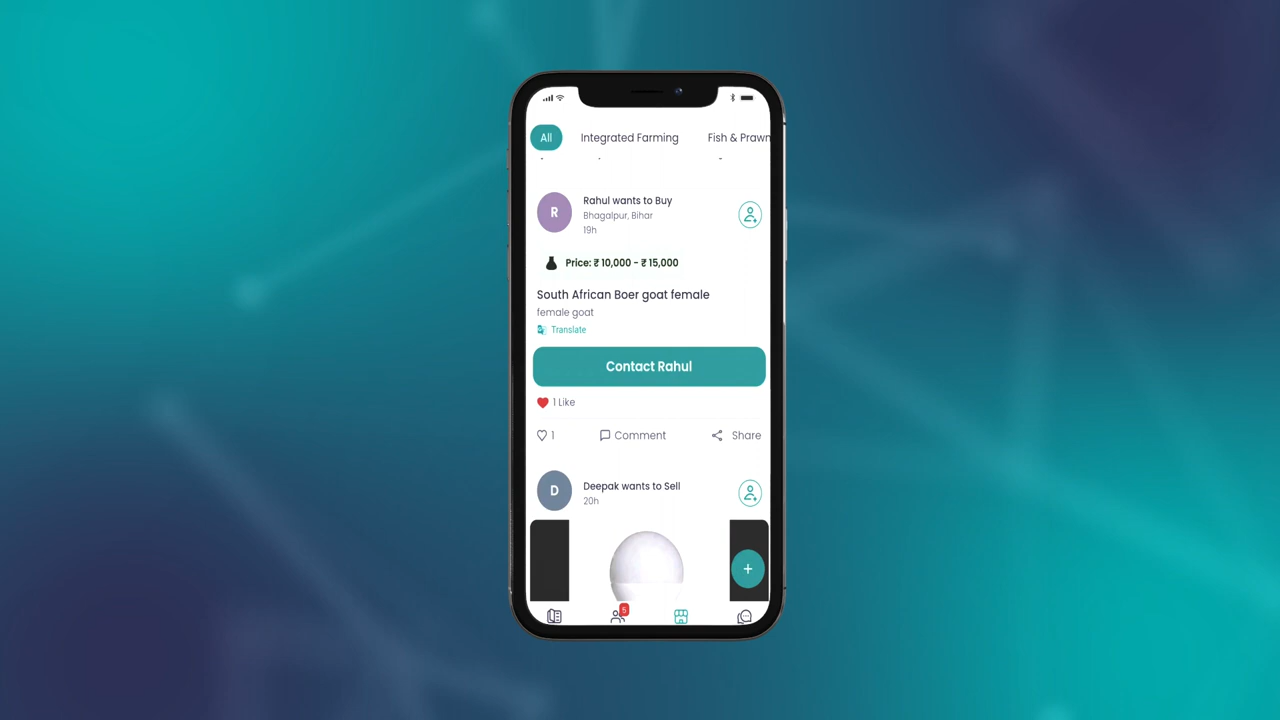 All Integrated Farming Fish & Prawn
R
Rahul wants to Buy
Bhagalpur, Bihar
19h
Price: ₹ 10,000 - ₹ 15,000
South African Boer goat female
female goat
Translate
Contact Rahul
1 Like
1 Comment Share
D
Deepak wants to Sell
20h
+
5